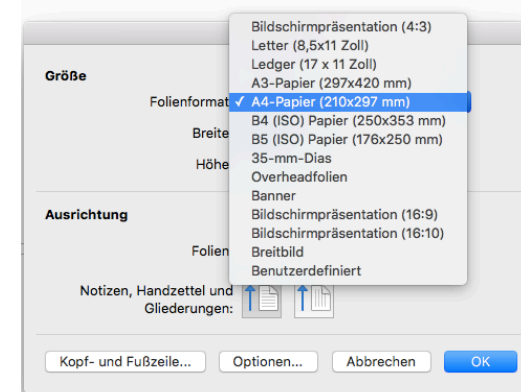 Bildschirmpräsentation (4:3)
Letter (8,5x11 Zoll)
Ledger (17 x 11 Zoll)
A3-Papier (297x420 mm)
✓ A4-Papier (210x297 mm)
B4 (ISO) Papier (250x353 mm)
B5 (ISO) Papier (176x250 mm)
35-mm-Dias
Overheadfolien
Banner
Bildschirmpräsentation (16:9)
Bildschirmpräsentation (16:10)
Breitbild
Benutzerdefiniert
Größe
Folienformat
Breite
Höhe
Ausrichtung
Folien
Notizen, Handzettel und
Gliederungen:
Kopf- und Fußzeile... Optionen... Abbrechen OK